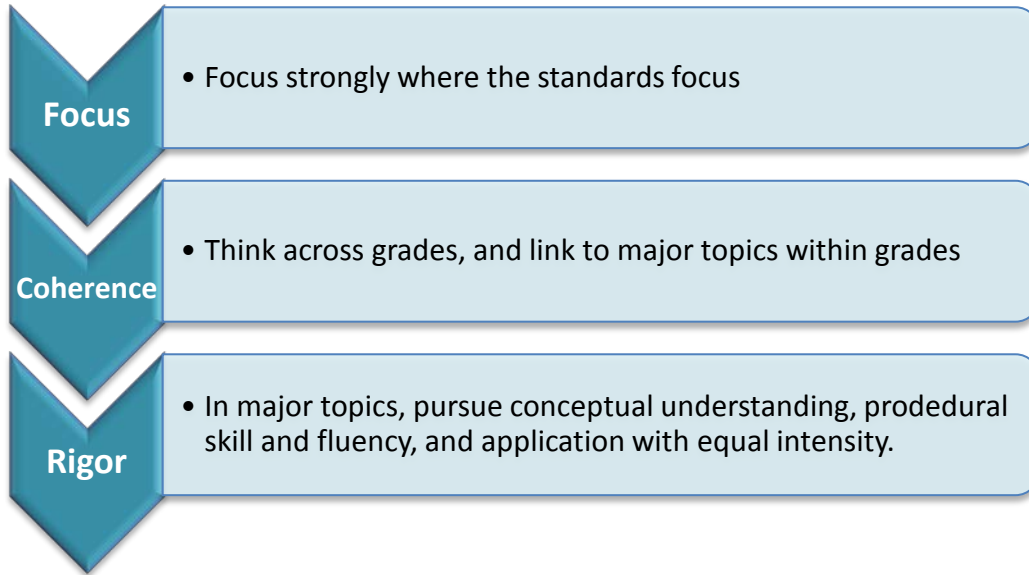 Focus
• Focus strongly where the standards focus
Coherence
• Think across grades, and link to major topics within grades
Rigor
• In major topics, pursue conceptual understanding, prodedural
skill and fluency, and application with equal intensity.